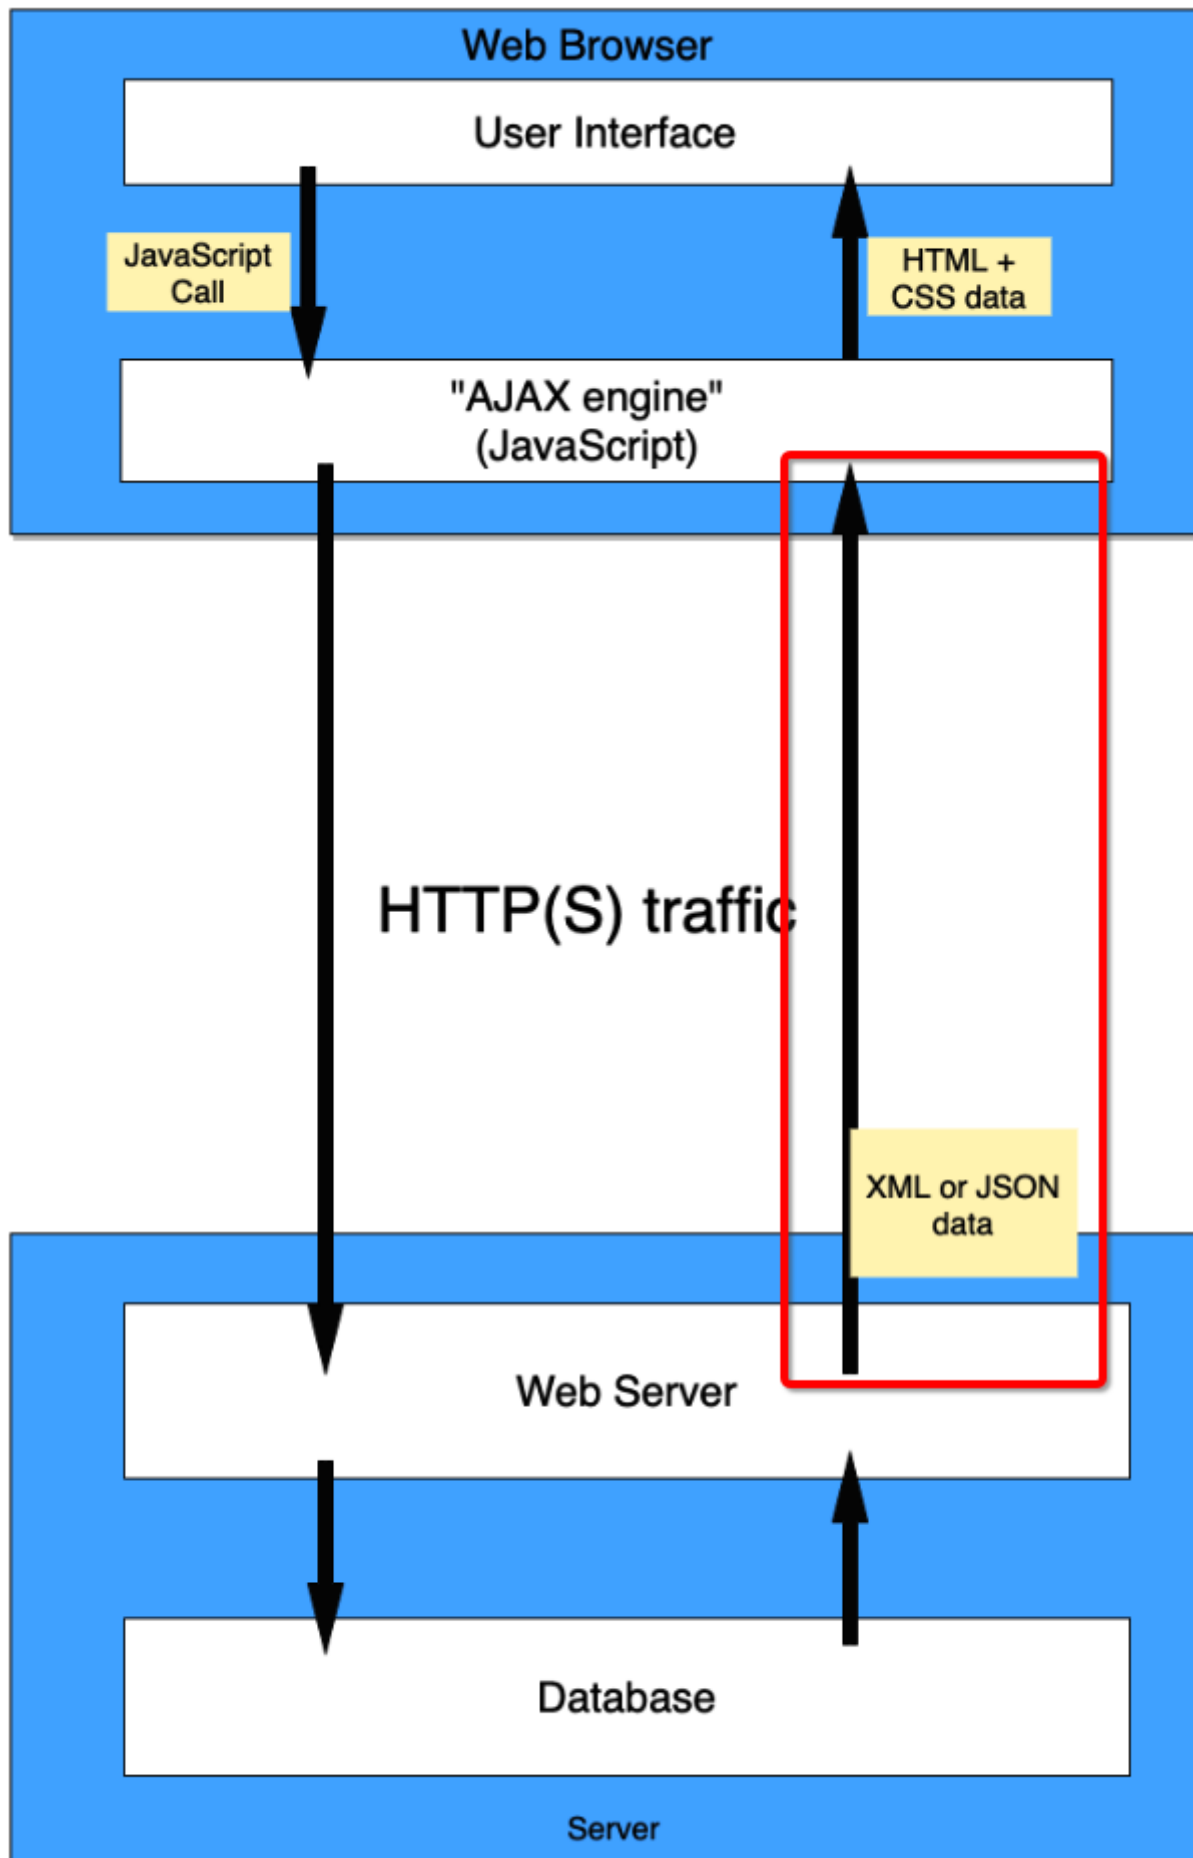 Web Browser
User Interface
JavaScript
Call
HTML +
CSS data
"AJAX engine"
(JavaScript)
HTTP(S) traffic
XML or JSON
data
Web Server
Database
Server